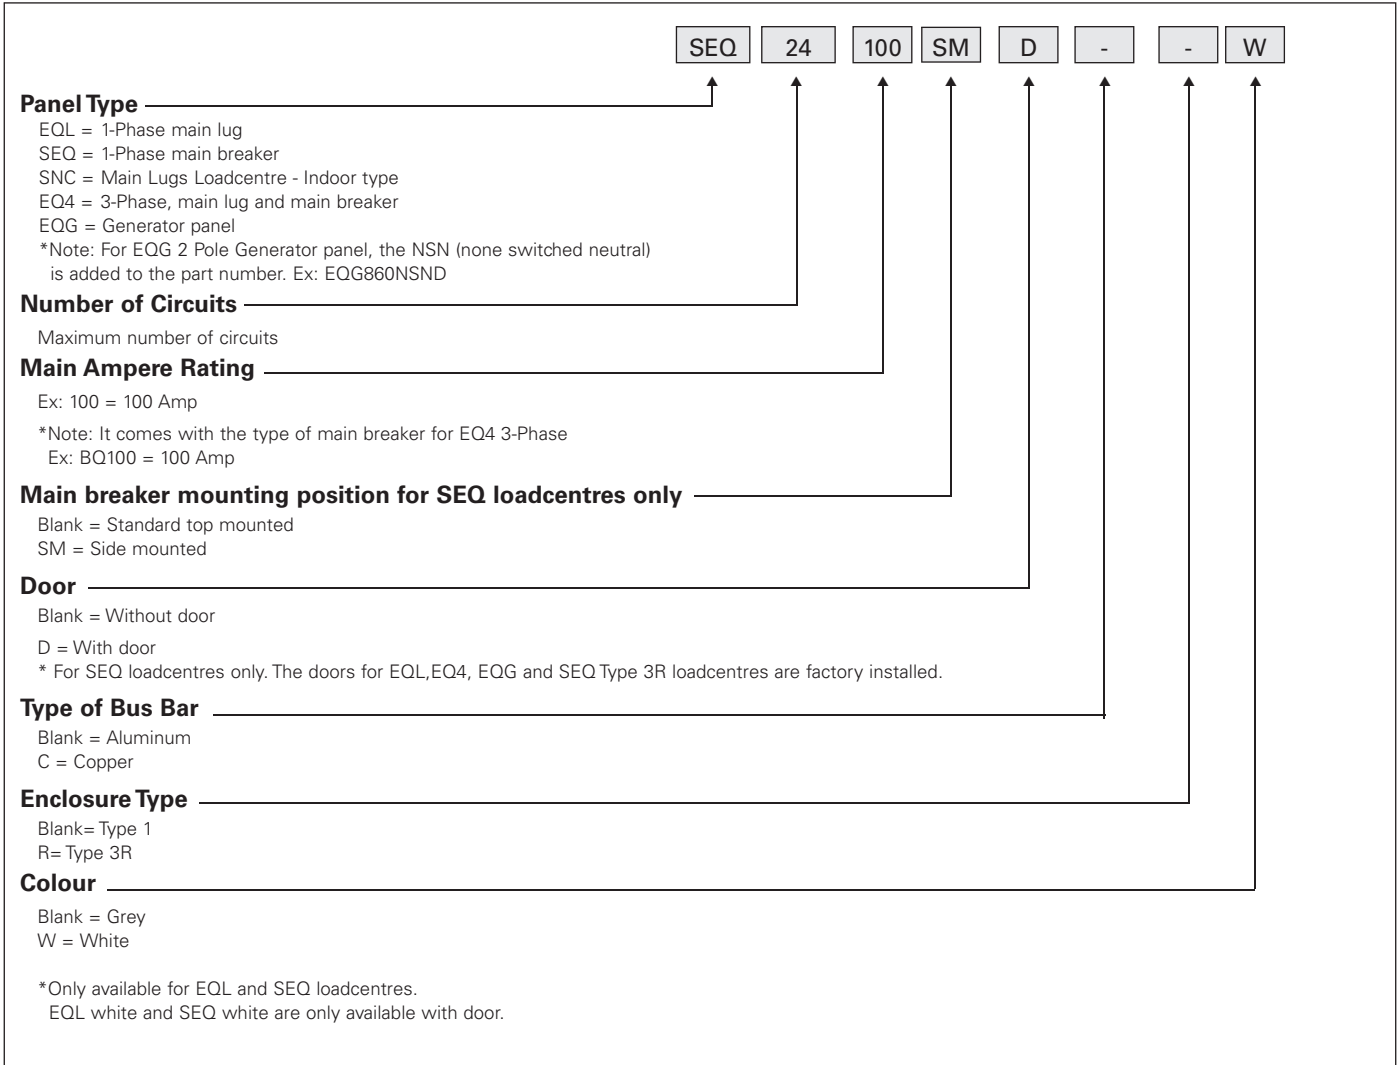 SEQ 24 100 SM D - - W
Panel Type
EQL = 1-Phase main lug
SEQ = 1-Phase main breaker
SNC = Main Lugs Loadcentre - Indoor type
EQ4 = 3-Phase, main lug and main breaker
EQG = Generator panel
*Note: For EQG 2 Pole Generator panel, the NSN (none switched neutral)
is added to the part number. Ex: EQG860NSND
Number of Circuits
Maximum number of circuits
Main Ampere Rating
Ex: 100 = 100 Amp
*Note: It comes with the type of main breaker for EQ4 3-Phase
Ex: BQ100 = 100 Amp
Main breaker mounting position for SEQ loadcentres only
Blank = Standard top mounted
SM = Side mounted
Door
Blank = Without door
D = With door
* For SEQ loadcentres only. The doors for EQL,EQ4, EQG and SEQ Type 3R loadcentres are factory installed.
Type of Bus Bar
Blank = Aluminum
C = Copper
Enclosure Type
Blank= Type 1
R= Type 3R
Colour
Blank = Grey
W = White
*Only available for EQL and SEQ loadcentres.
EQL white and SEQ white are only available with door.